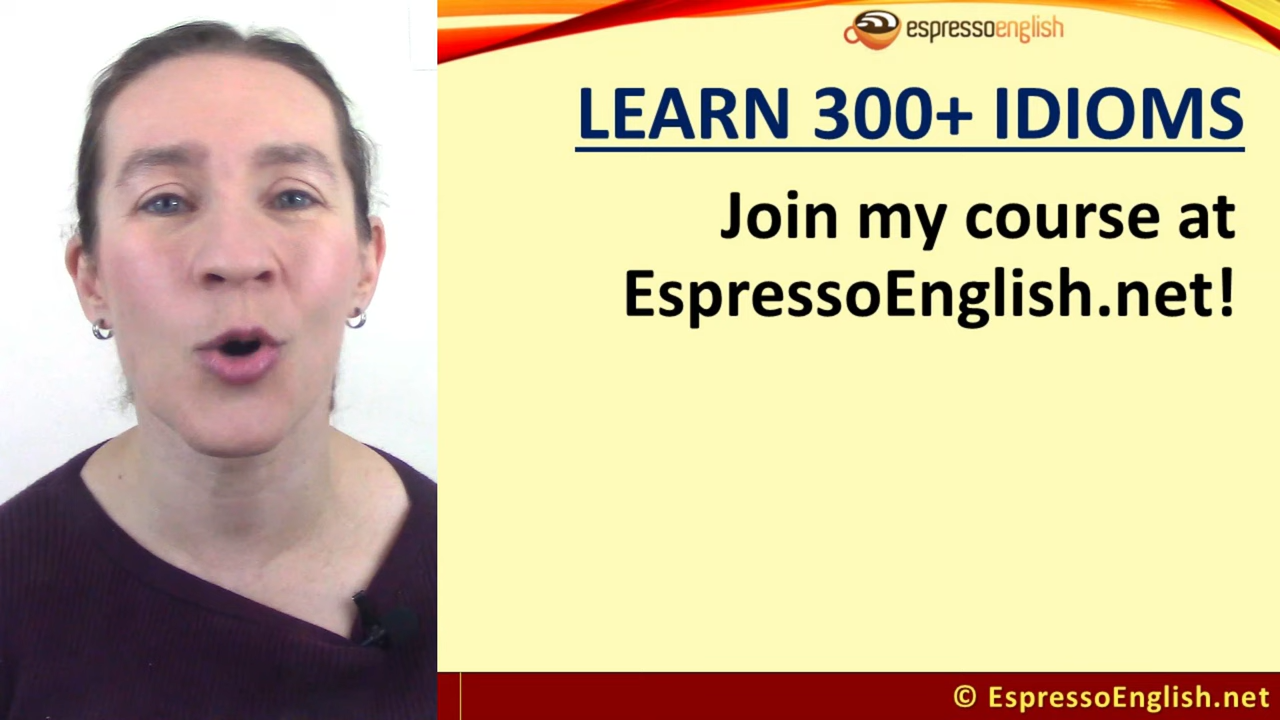 espressoenglish
LEARN 300+ IDIOMS
Join my course at
EspressoEnglish.net!
© EspressoEnglish.net